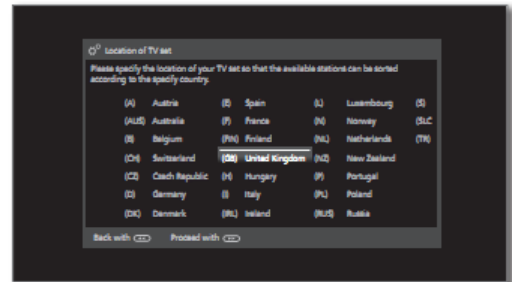 Location of TV set
Please specify the location of your TV set so that the available stations can be sorted
according to the specify country.
(A) Austria (E) Spain (L) Luxembourg (S)
(AUS) Australia (F) France (N) Norway (SLO
(B) Belgium (FIN) Finland (NL) Netherlands (TR)
(CH) Switzerland (GB) United Kingdom (NZ) New Zealand
(CZ) Czech Republic (H) Hungary (P) Portugal
(D) Germany (I) Italy (PL) Poland
(DK) Denmark (IRL) Ireland (RUS) Russia
Back with Proceed with